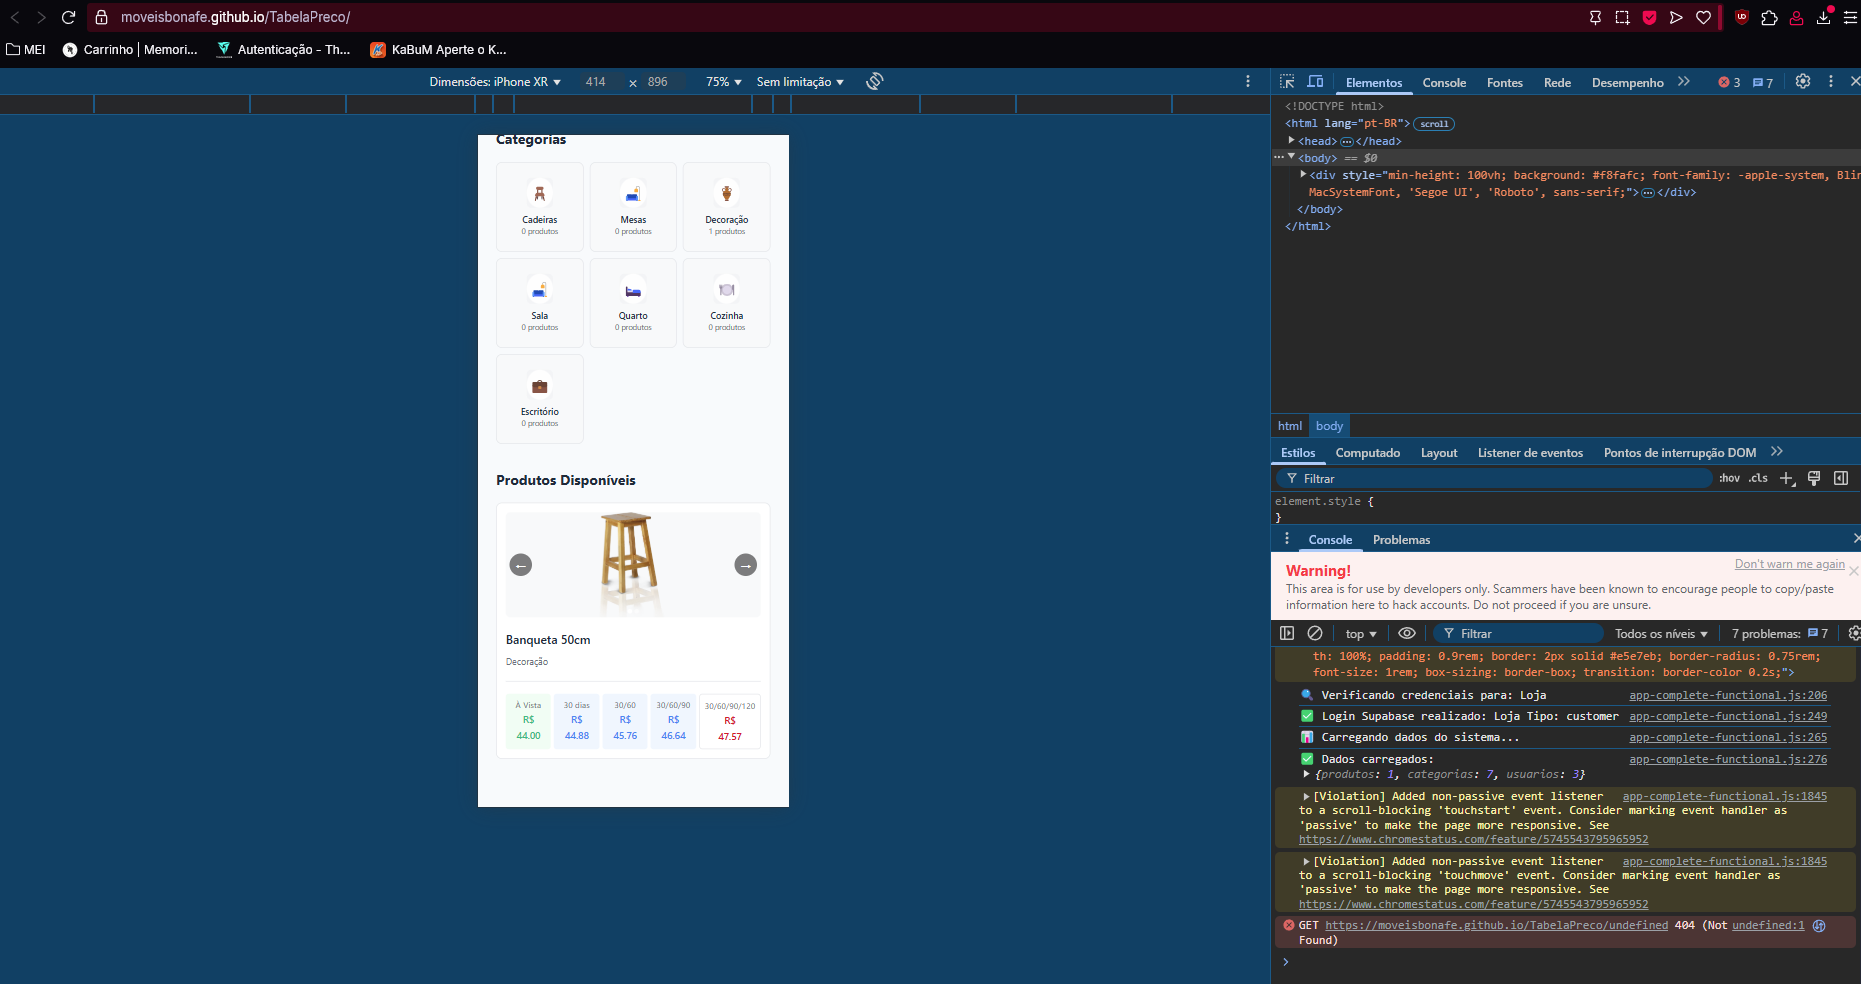 moveisbonafe.github.io/TabelaPreco/
MEI
Carrinho | Memori...
Autenticação - Th...
KaBuM Aperte o K...
Dimensões: iPhone XR
414 × 896
75%
Sem limitação
Categorias
Cadeiras
0 produtos
Mesas
0 produtos
Decoração
1 produtos
Sala
0 produtos
Quarto
0 produtos
Cozinha
0 produtos
Escritório
0 produtos
Produtos Disponíveis
←
→
Banqueta 50cm
Decoração
À Vista
R$
44.00
30 dias
R$
44.88
30/60
R$
45.76
30/60/90
R$
46.64
30/60/90/120
R$
47.57
Elementos
Console
Fontes
Rede
Desempenho
3
7
<!DOCTYPE html>
<html lang="pt-BR"> scroll
<head> ⋯ </head>
<body> == $0
<div style="min-height: 100vh; background: #f8fafc; font-family: -apple-system, Blin
MacSystemFont, 'Segoe UI', 'Roboto', sans-serif;"> ⋯ </div>
</body>
</html>
html
body
Estilos
Computado
Layout
Listener de eventos
Pontos de interrupção DOM
Filtrar
:hov
.cls
element.style {
}
Console
Problemas
Warning!
Don't warn me again
This area is for use by developers only. Scammers have been known to encourage people to copy/paste
information here to hack accounts. Do not proceed if you are unsure.
top
Filtrar
Todos os níveis
7 problemas:
7
th: 100%; padding: 0.9rem; border: 2px solid #e5e7eb; border-radius: 0.75rem;
font-size: 1rem; box-sizing: border-box; transition: border-color 0.2s;">
Verificando credenciais para: Loja app-complete-functional.js:206
Login Supabase realizado: Loja Tipo: customer app-complete-functional.js:249
Carregando dados do sistema... app-complete-functional.js:265
Dados carregados: app-complete-functional.js:276
{produtos: 1, categorias: 7, usuarios: 3}
[Violation] Added non-passive event listener app-complete-functional.js:1845
to a scroll-blocking 'touchstart' event. Consider marking event handler as
'passive' to make the page more responsive. See
https://www.chromestatus.com/feature/5745543795965952
[Violation] Added non-passive event listener app-complete-functional.js:1845
to a scroll-blocking 'touchmove' event. Consider marking event handler as
'passive' to make the page more responsive. See
https://www.chromestatus.com/feature/5745543795965952
GET https://moveisbonafe.github.io/TabelaPreco/undefined 404 (Not undefined:1
Found)